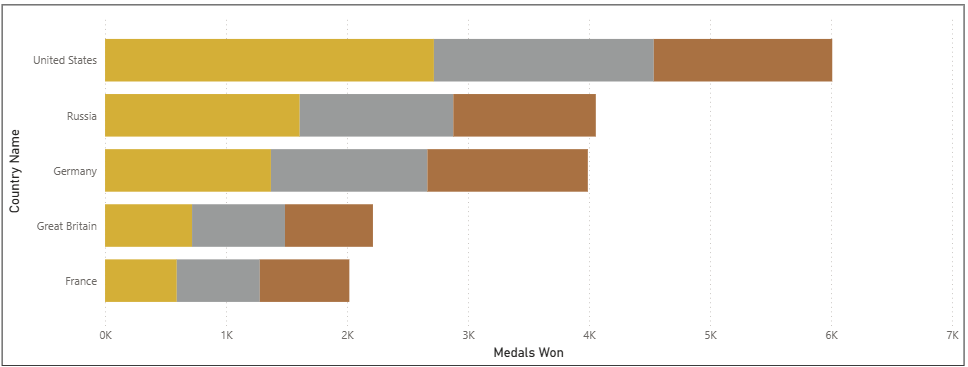 Country Name
United States
Russia
Germany
Great Britain
France
0K 1K 2K 3K 4K 5K 6K 7K
Medals Won